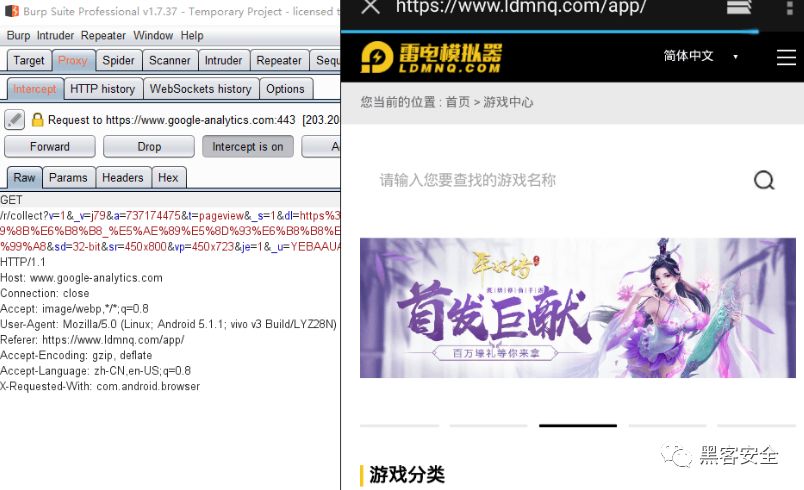 Burp Suite Professional v1.7.37 - Temporary Project - licensed t
Burp Intruder Repeater Window Help
Target Proxy Spider Scanner Intruder Repeater Sequ
Intercept HTTP history WebSockets history Options
Request to https://www.google-analytics.com:443 [203.20
Forward Drop Intercept is on A
Raw Params Headers Hex
GET
/r/collect?v=1&_v=j79&a=737174475&t=pageview&_s=1&dl=https%3
9%8B%E6%B8%B8_%E5%AE%89%E5%8D%93%E6%B8%B8%E
%99%A8&sd=32-bit&sr=450x800&vp=450x723&je=1&_u=YEBAAUA
HTTP/1.1
Host: www.google-analytics.com
Connection: close
Accept: image/webp,*/*;q=0.8
User-Agent: Mozilla/5.0 (Linux; Android 5.1.1; vivo v3 Build/LYZ28N)
Referer: https://www.ldmnq.com/app/
Accept-Encoding: gzip, deflate
Accept-Language: zh-CN,en-US;q=0.8
X-Requested-With: com.android.browser
https://www.ldmnq.com/app/
雷电模拟器
LDMNQ.COM
简体中文
您当前的位置 : 首页 > 游戏中心
请输入您要查找的游戏名称
首发巨献
百万壕礼等你来拿
游戏分类
黑客安全